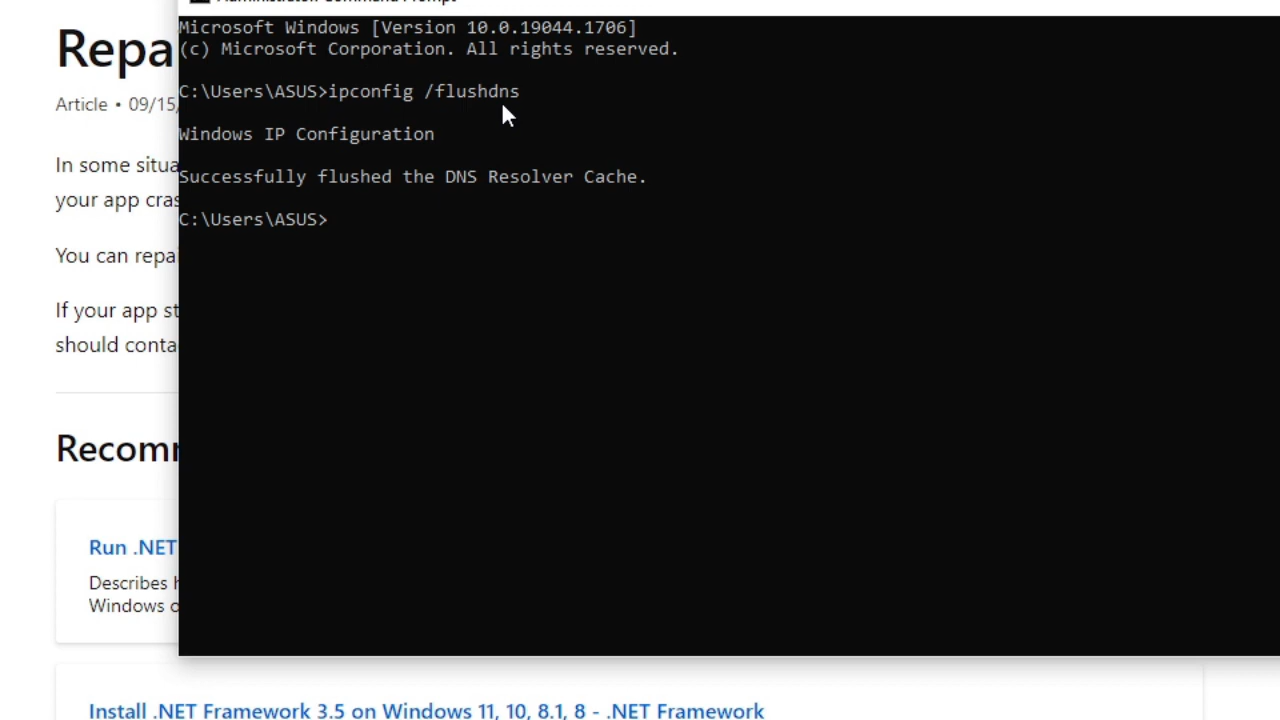 Repa
Article • 09/15/
In some situa
your app cras
You can repai
If your app st
should conta
Recom
Run .NET
Describes h
Windows o
Install .NET Framework 3.5 on Windows 11, 10, 8.1, 8 - .NET Framework
Microsoft Windows [Version 10.0.19044.1706]
(c) Microsoft Corporation. All rights reserved.
C:\Users\ASUS>ipconfig /flushdns
Windows IP Configuration
Successfully flushed the DNS Resolver Cache.
C:\Users\ASUS>